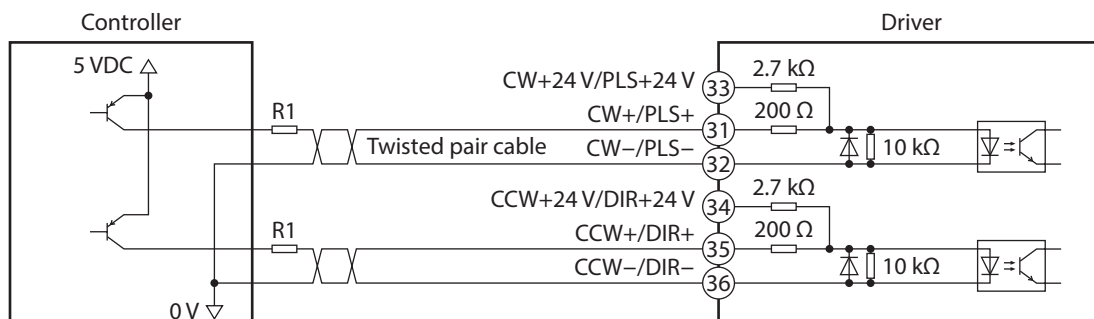 Controller
Driver
5 VDC
CW+24 V/PLS+24 V
33
2.7 kΩ
R1
CW+/PLS+
31
200 Ω
Twisted pair cable
CW−/PLS−
32
10 kΩ
CCW+24 V/DIR+24 V
34
2.7 kΩ
R1
CCW+/DIR+
35
200 Ω
CCW−/DIR−
36
10 kΩ
0 V